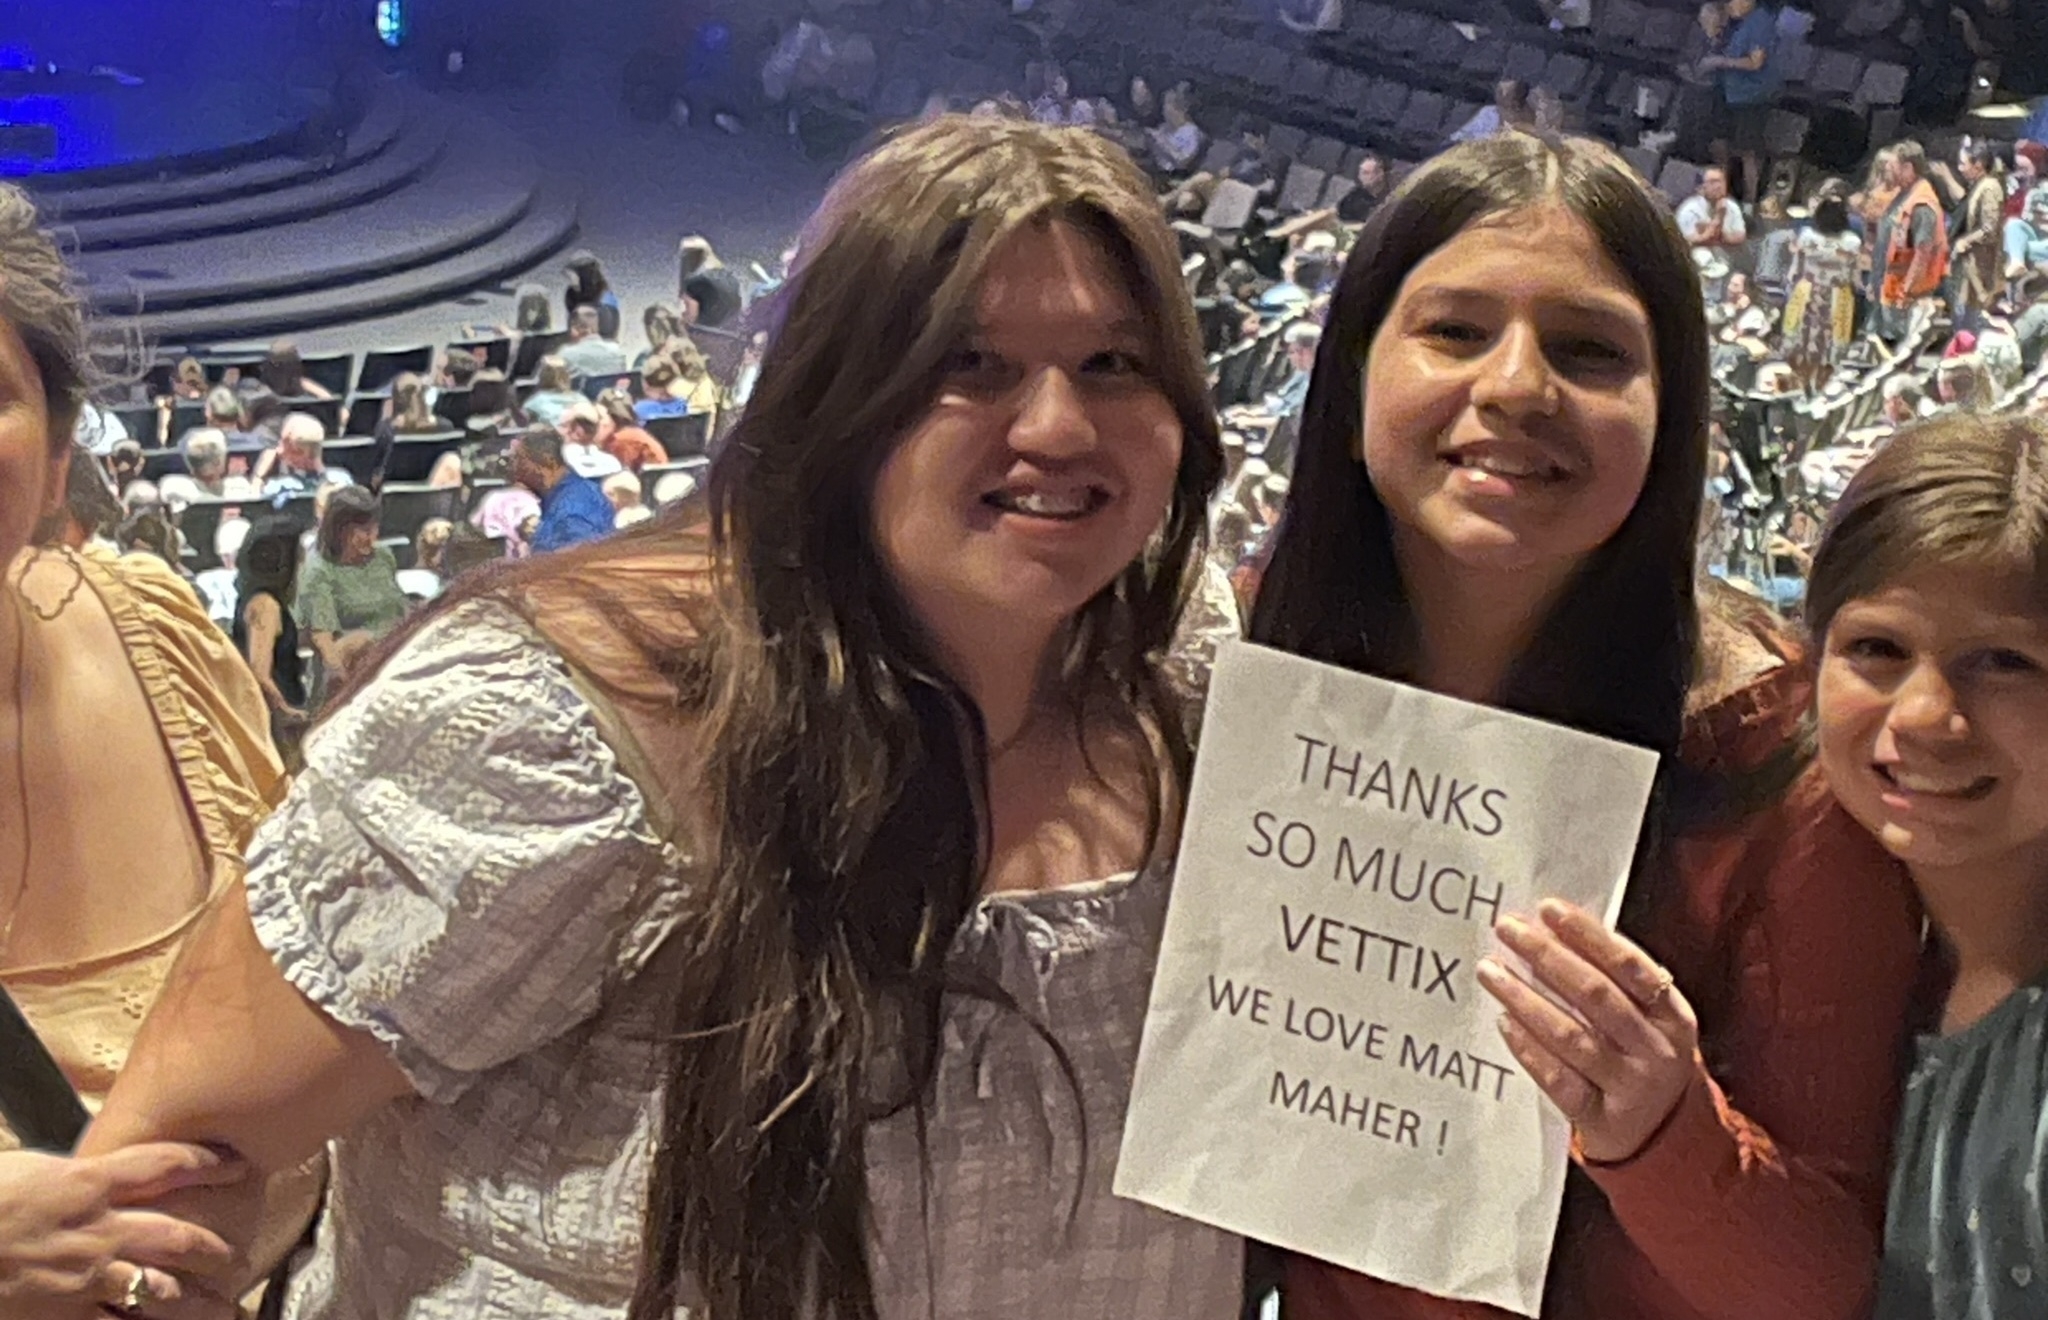 THANKS
SO MUCH
VETTIX
WE LOVE MATT
MAHER !